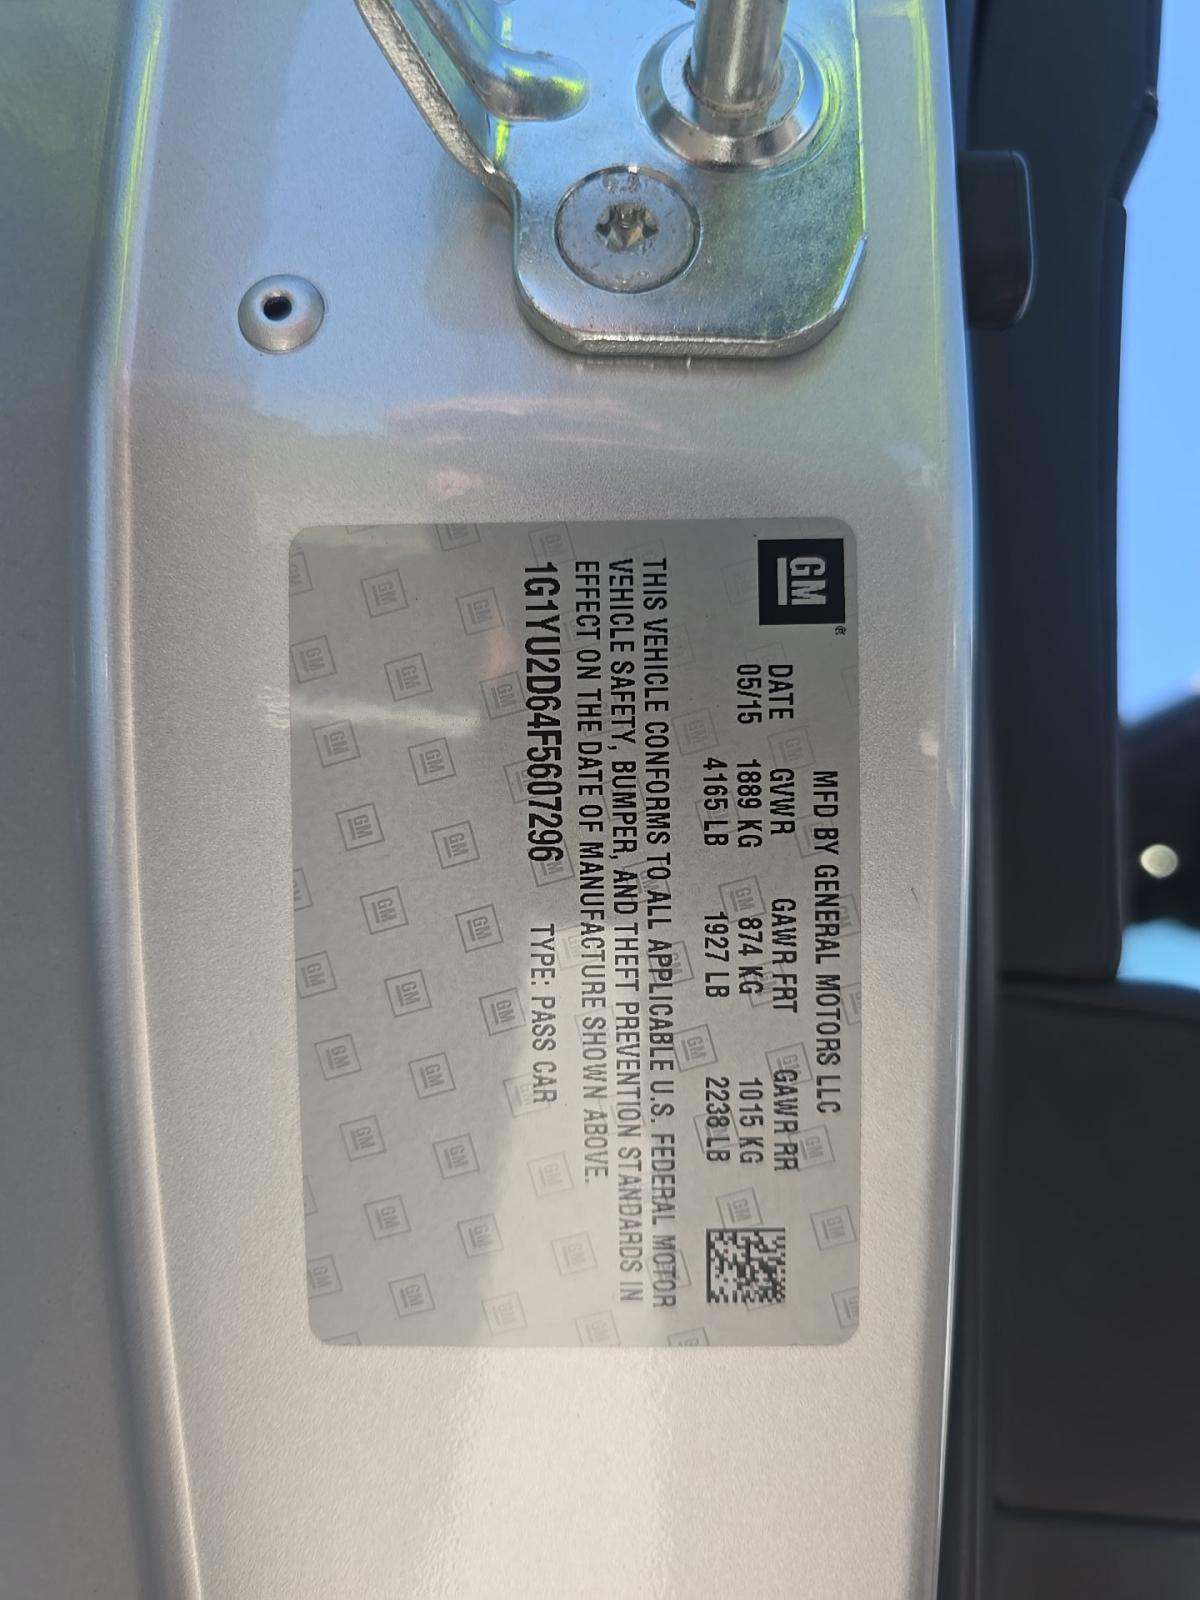 GM®
MFD BY GENERAL MOTORS LLC
DATE GVWR GAWR FRT GAWR RR
05/15 1889 KG 874 KG 1015 KG
4165 LB 1927 LB 2238 LB
THIS VEHICLE CONFORMS TO ALL APPLICABLE U.S. FEDERAL MOTOR
VEHICLE SAFETY, BUMPER, AND THEFT PREVENTION STANDARDS IN
EFFECT ON THE DATE OF MANUFACTURE SHOWN ABOVE.
1G1YU2D64F5607296 TYPE: PASS CAR